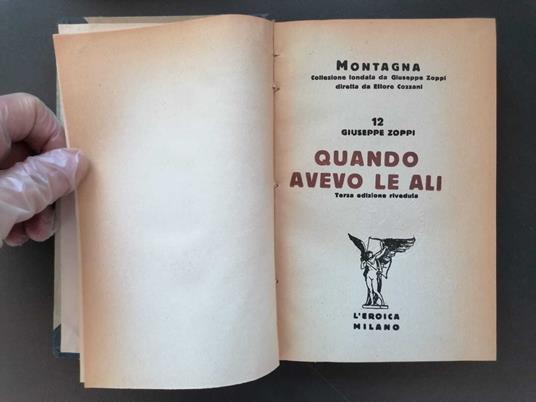 MONTAGNA
Collezione fondata da Giuseppe Zoppi
diretta da Ettore Cozzani
12
GIUSEPPE ZOPPI
QUANDO
AVEVO LE ALI
Terza edizione riveduta
L'EROICA
MILANO